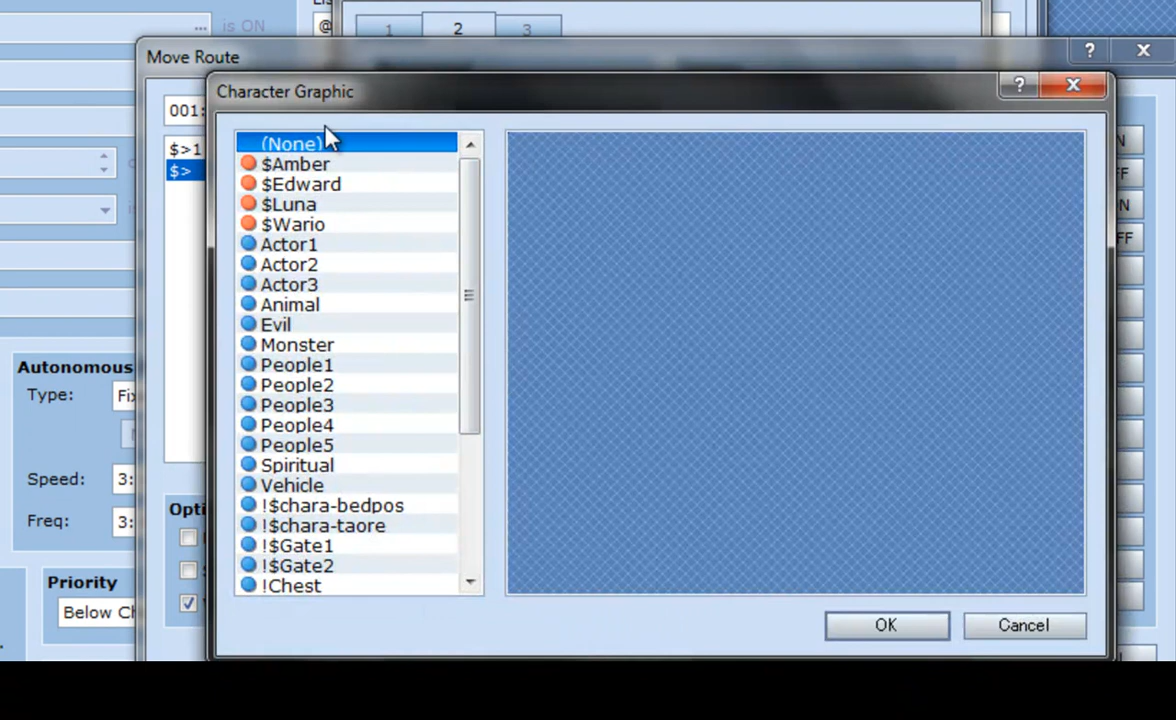 is ON
@
1 2 3
Move Route
Character Graphic
001:
$>1
$>
(None)
$Amber
$Edward
$Luna
$Wario
Actor1
Actor2
Actor3
Animal
Evil
Monster
People1
People2
People3
People4
People5
Spiritual
Vehicle
!$chara-bedpos
!$chara-taore
!$Gate1
!$Gate2
!Chest
N
FF
ON
FF
Autonomous
Type:
Fix
Speed:
3:
Freq:
3:
Opti
Priority
Below Ch
OK
Cancel